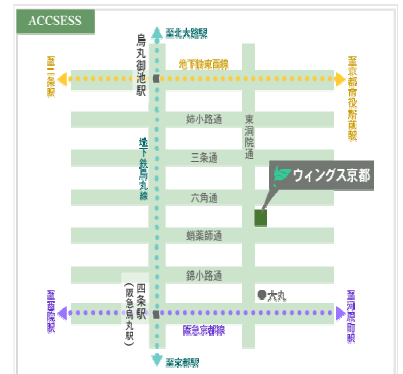 ACCSESS
至北大路駅
烏丸御池駅
地下鉄東西線
至二条駅
至京都市役所前駅
姉小路通
東洞院通
地下鉄烏丸線
三条通
ウィングス京都
六角通
蛸薬師通
錦小路通
四条駅
(阪急烏丸駅)
大丸
至西院駅
至河原町駅
阪急京都線
至京都駅